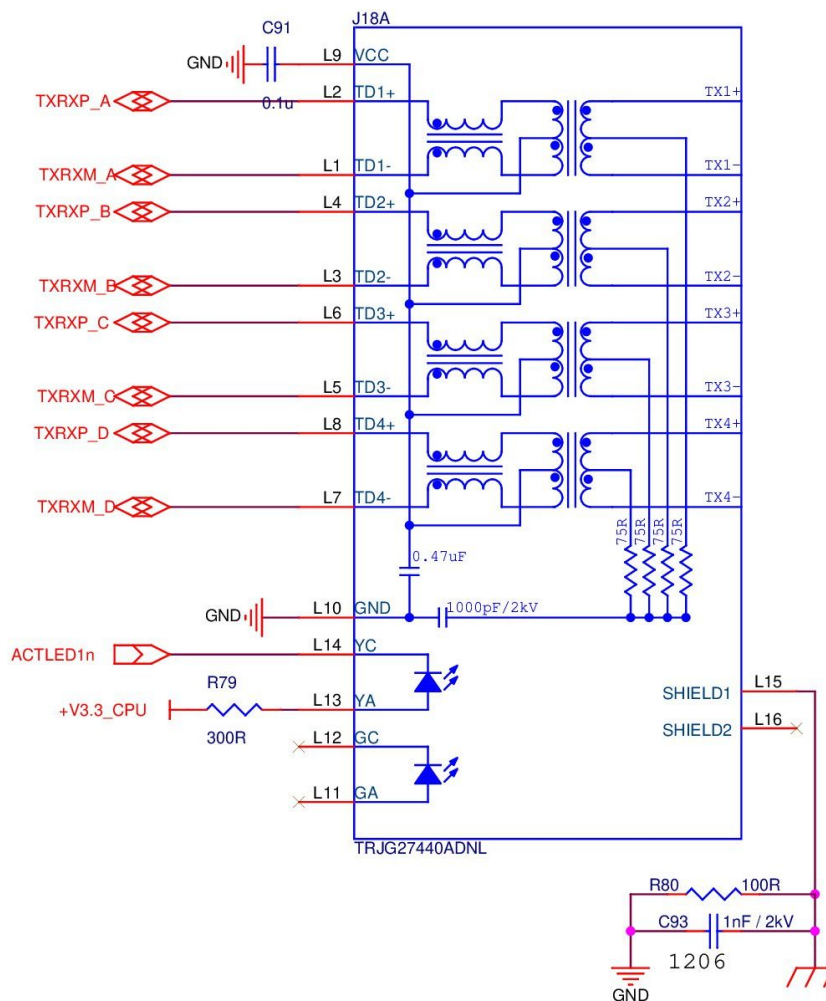 J18A
C91
GND
0.1u
L9 VCC
TXRXP_A L2 TD1+ TX1+
TXRXM_A L1 TD1- TX1-
TXRXP_B L4 TD2+ TX2+
TXRXM_B L3 TD2- TX2-
TXRXP_C L6 TD3+ TX3+
TXRXM_C L5 TD3- TX3-
TXRXP_D L8 TD4+ TX4+
TXRXM_D L7 TD4- TX4-
75R 75R 75R 75R
0.47uF
GND L10 GND 1000pF/2kV
ACTLED1n L14 YC
R79
+V3.3_CPU L13 YA
300R
L12 GC
L11 GA
SHIELD1 L15
SHIELD2 L16
TRJG27440ADNL
R80 100R
C93 1nF / 2kV
1206
GND